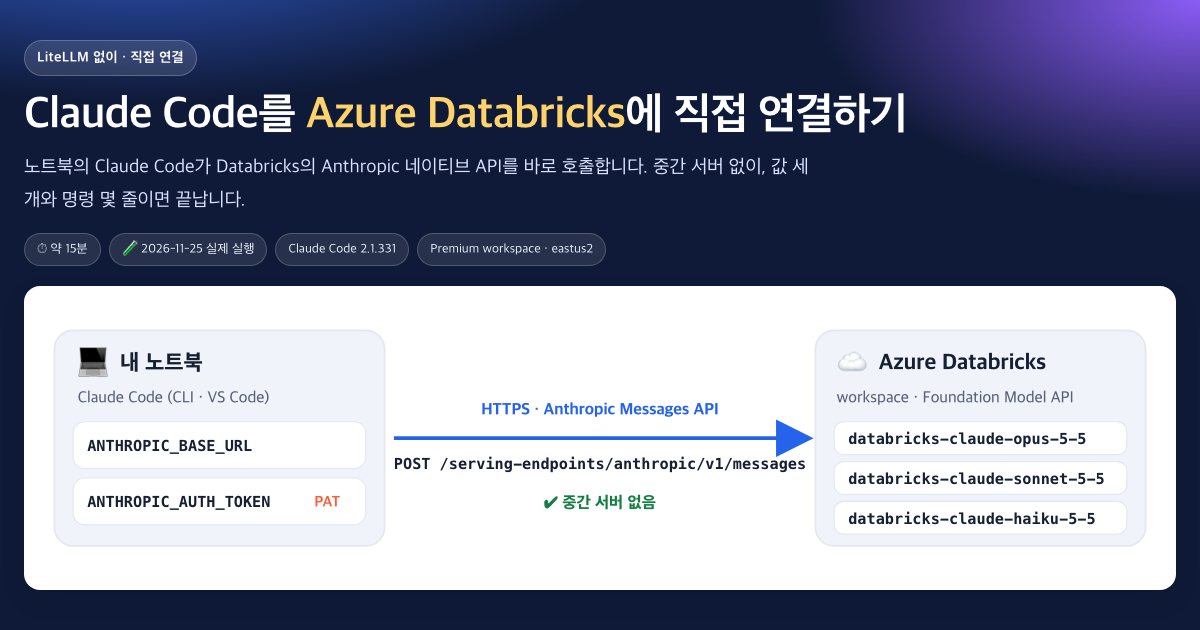 LiteLLM 없이 · 직접 연결
Claude Code를 Azure Databricks에 직접 연결하기
노트북의 Claude Code가 Databricks의 Anthropic 네이티브 API를 바로 호출합니다. 중간 서버 없이, 값 세
개와 명령 몇 줄이면 끝납니다.
⏱ 약 15분
🧪 2026-11-25 실제 실행
Claude Code 2.1.331
Premium workspace · eastus2
💻 내 노트북
Claude Code (CLI · VS Code)
ANTHROPIC_BASE_URL
ANTHROPIC_AUTH_TOKEN PAT
HTTPS · Anthropic Messages API
POST /serving-endpoints/anthropic/v1/messages
✔ 중간 서버 없음
☁️ Azure Databricks
workspace · Foundation Model API
databricks-claude-opus-5-5
databricks-claude-sonnet-5-5
databricks-claude-haiku-5-5